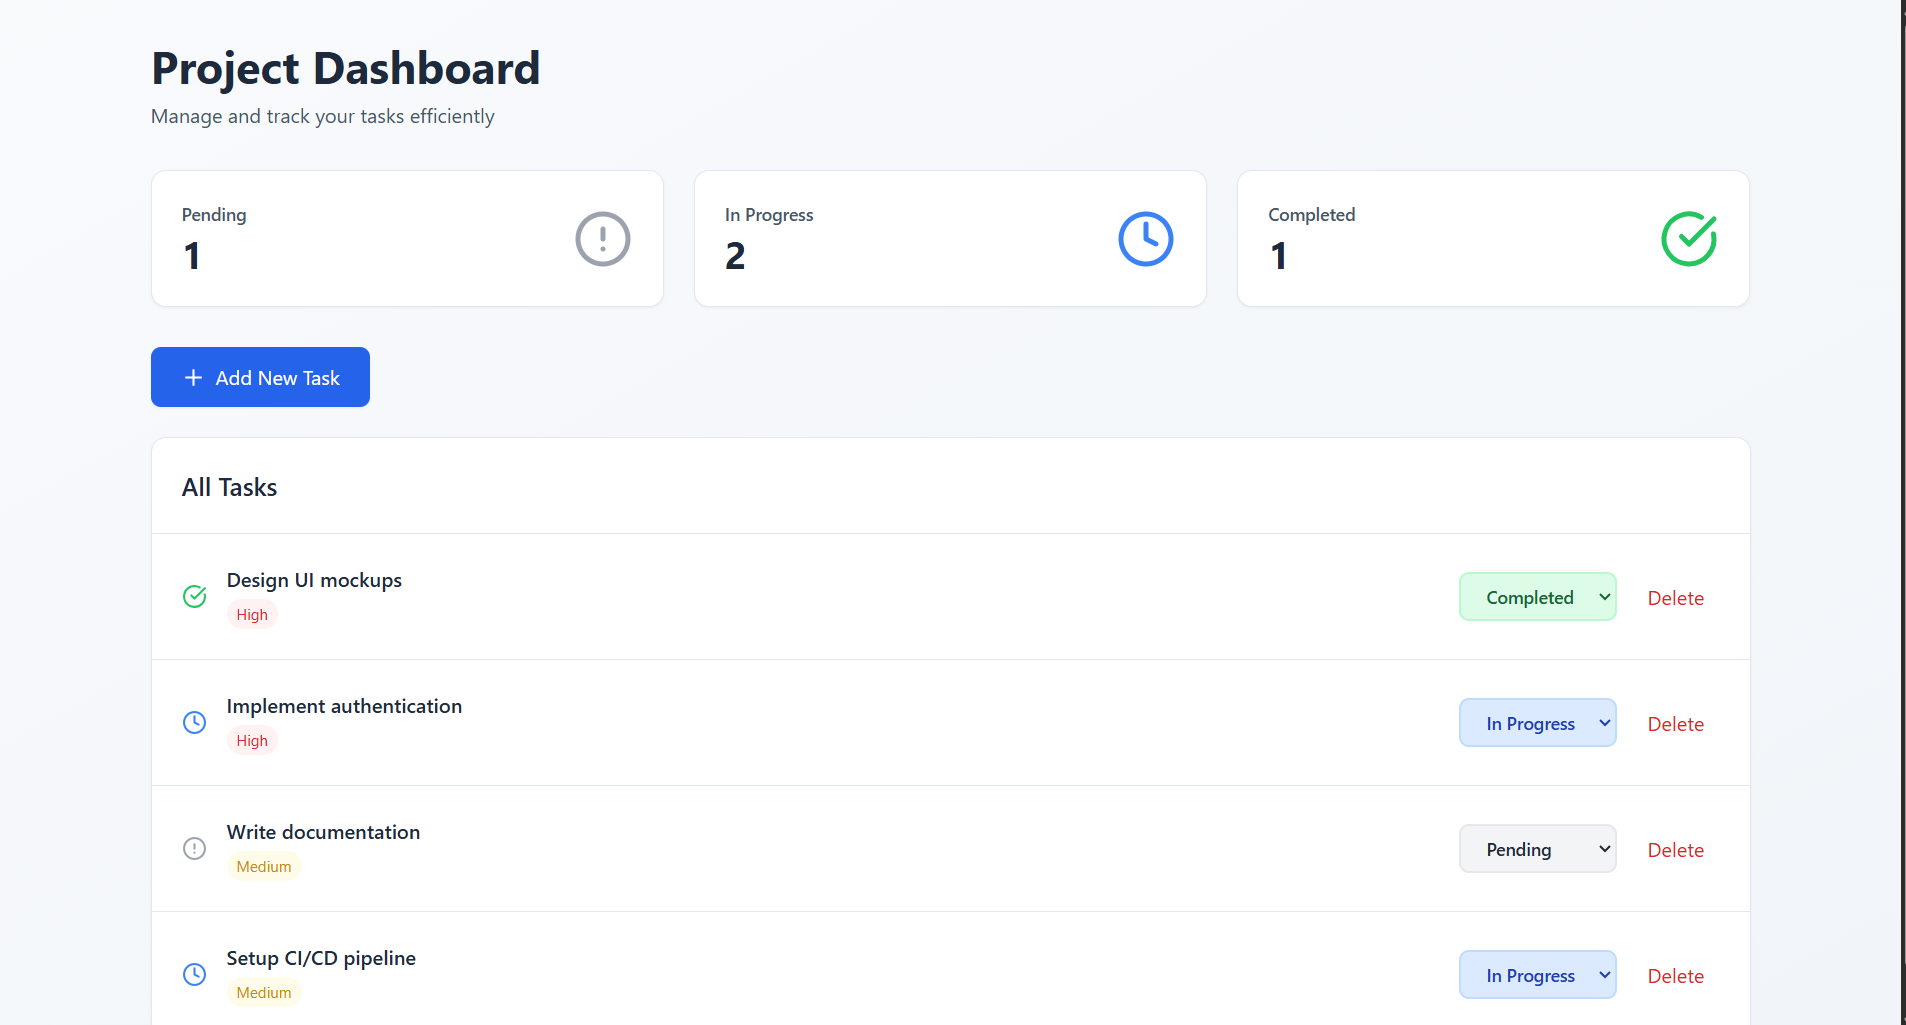 Project Dashboard
Manage and track your tasks efficiently
Pending
1
In Progress
2
Completed
1
Add New Task
All Tasks
Design UI mockups
High
Completed
Delete
Implement authentication
High
In Progress
Delete
Write documentation
Medium
Pending
Delete
Setup CI/CD pipeline
Medium
In Progress
Delete